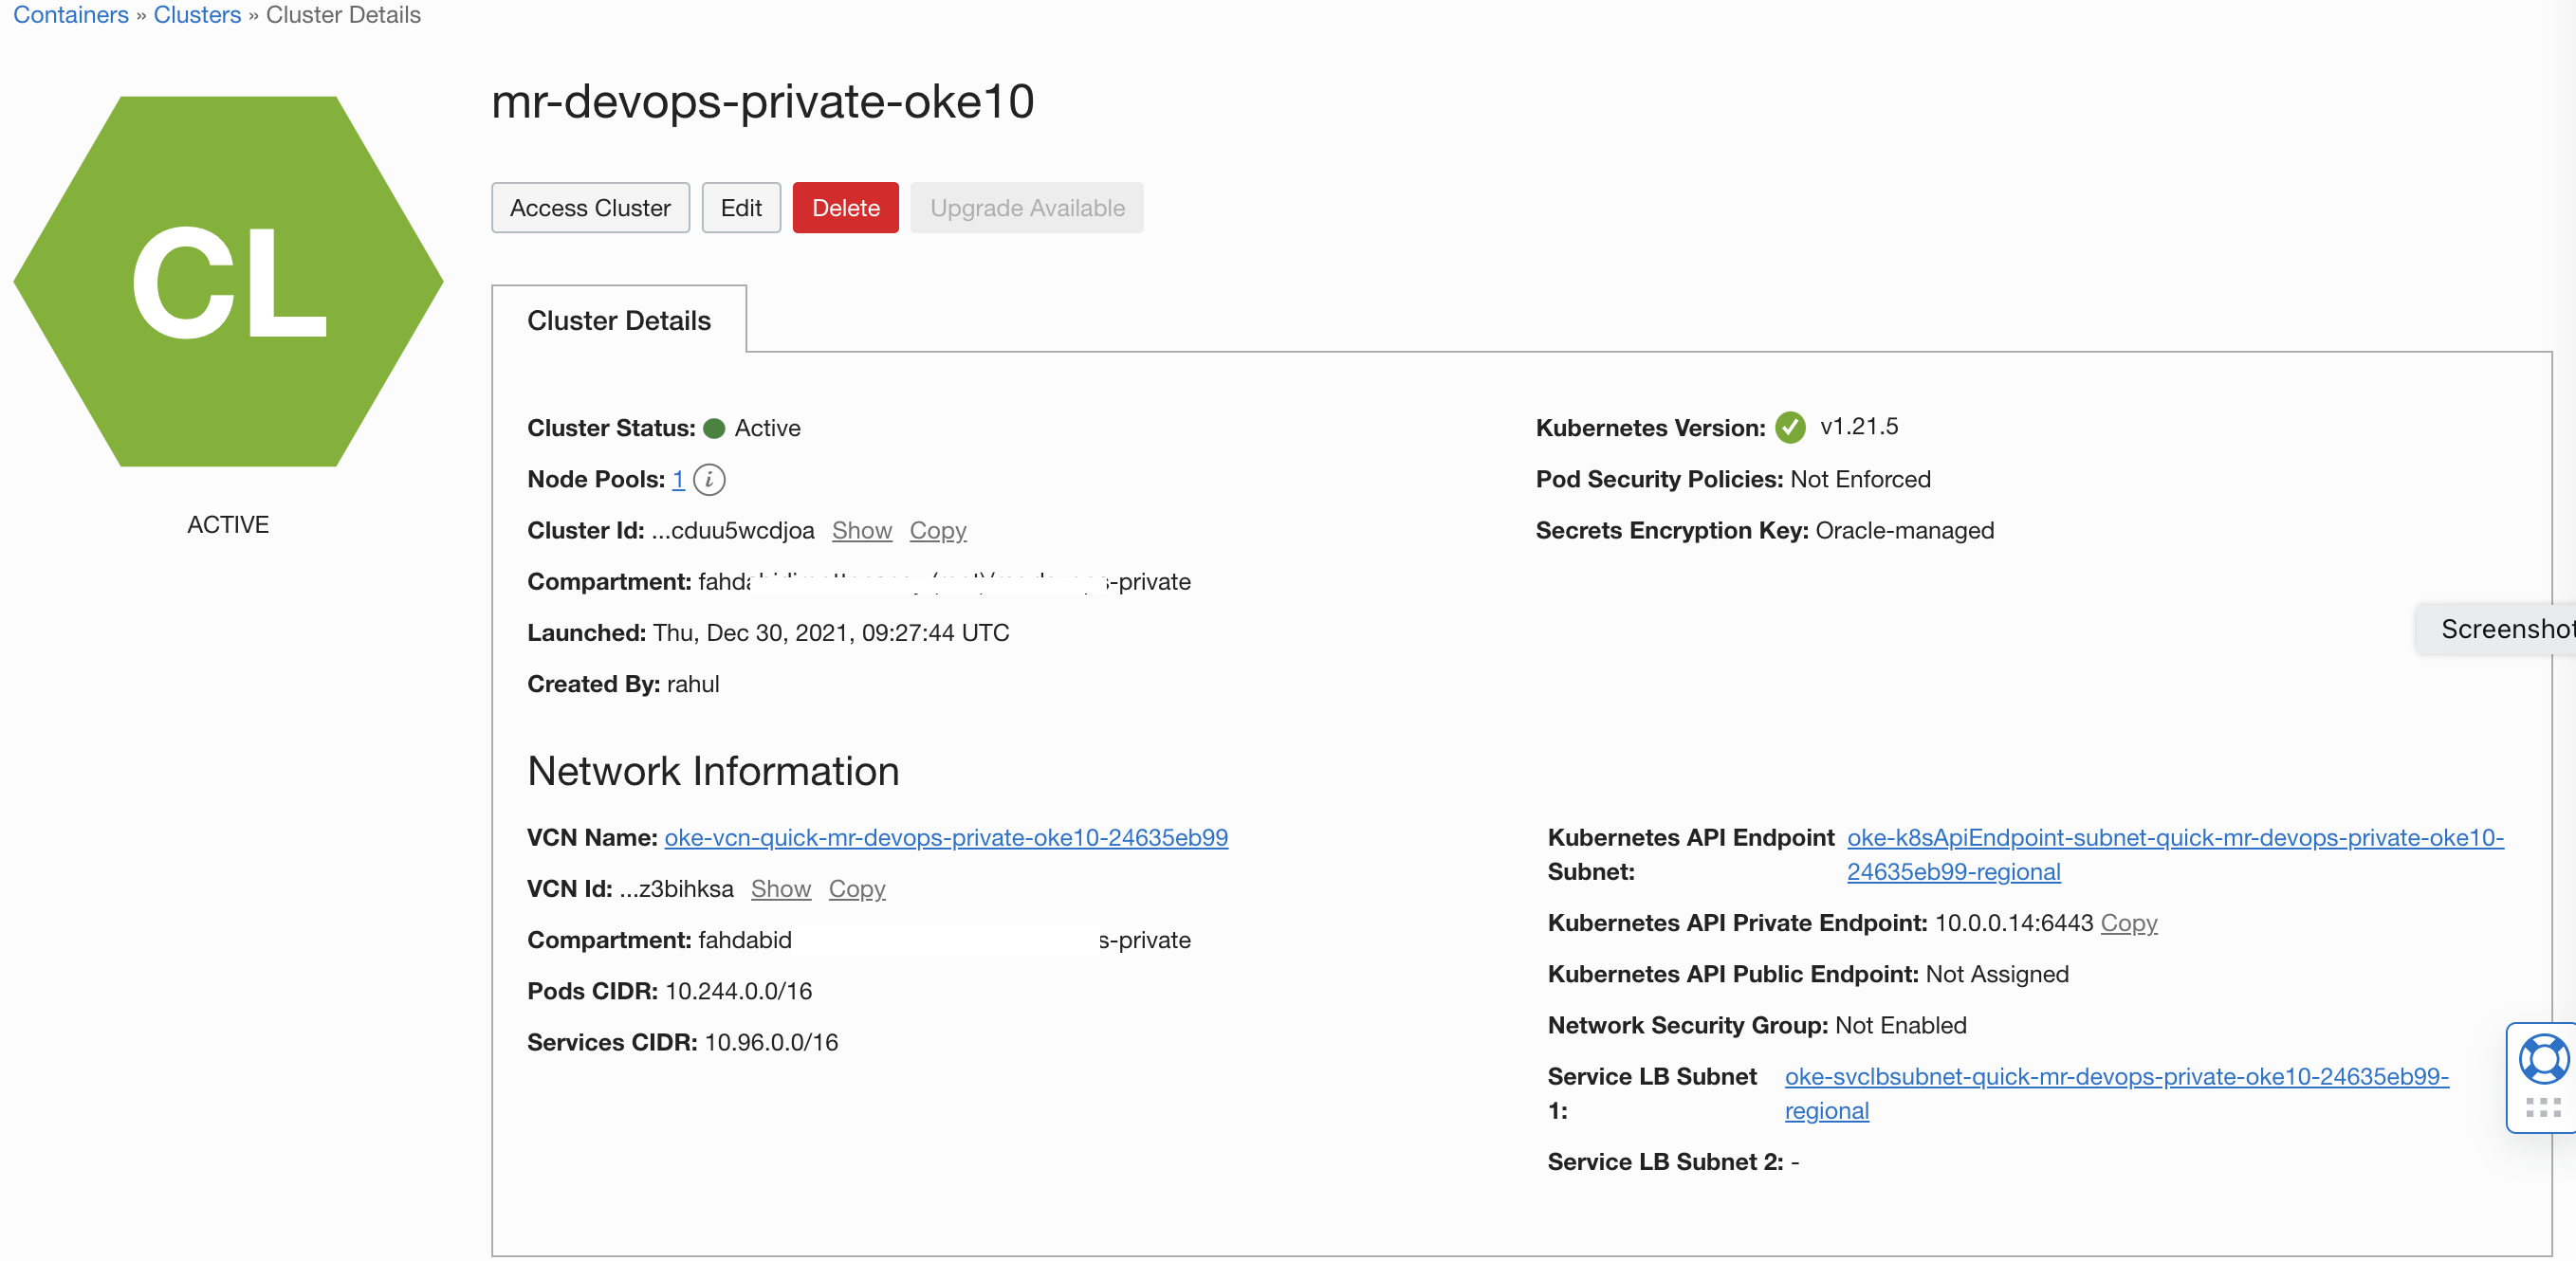 Containers » Clusters » Cluster Details
mr-devops-private-oke10
Access Cluster Edit Delete Upgrade Available
CL
ACTIVE
Cluster Details
Cluster Status: Active
Node Pools: 1 i
Cluster Id: ...cduu5wcdjoa Show Copy
Compartment: fahda -private
Launched: Thu, Dec 30, 2021, 09:27:44 UTC
Created By: rahul
Kubernetes Version: v1.21.5
Pod Security Policies: Not Enforced
Secrets Encryption Key: Oracle-managed
Screenshot
Network Information
VCN Name: oke-vcn-quick-mr-devops-private-oke10-24635eb99
VCN Id: ...z3bihksa Show Copy
Compartment: fahdabid s-private
Pods CIDR: 10.244.0.0/16
Services CIDR: 10.96.0.0/16
Kubernetes API Endpoint oke-k8sApiEndpoint-subnet-quick-mr-devops-private-oke10-
Subnet: 24635eb99-regional
Kubernetes API Private Endpoint: 10.0.0.14:6443 Copy
Kubernetes API Public Endpoint: Not Assigned
Network Security Group: Not Enabled
Service LB Subnet oke-svclbsubnet-quick-mr-devops-private-oke10-24635eb99-
1: regional
Service LB Subnet 2: -